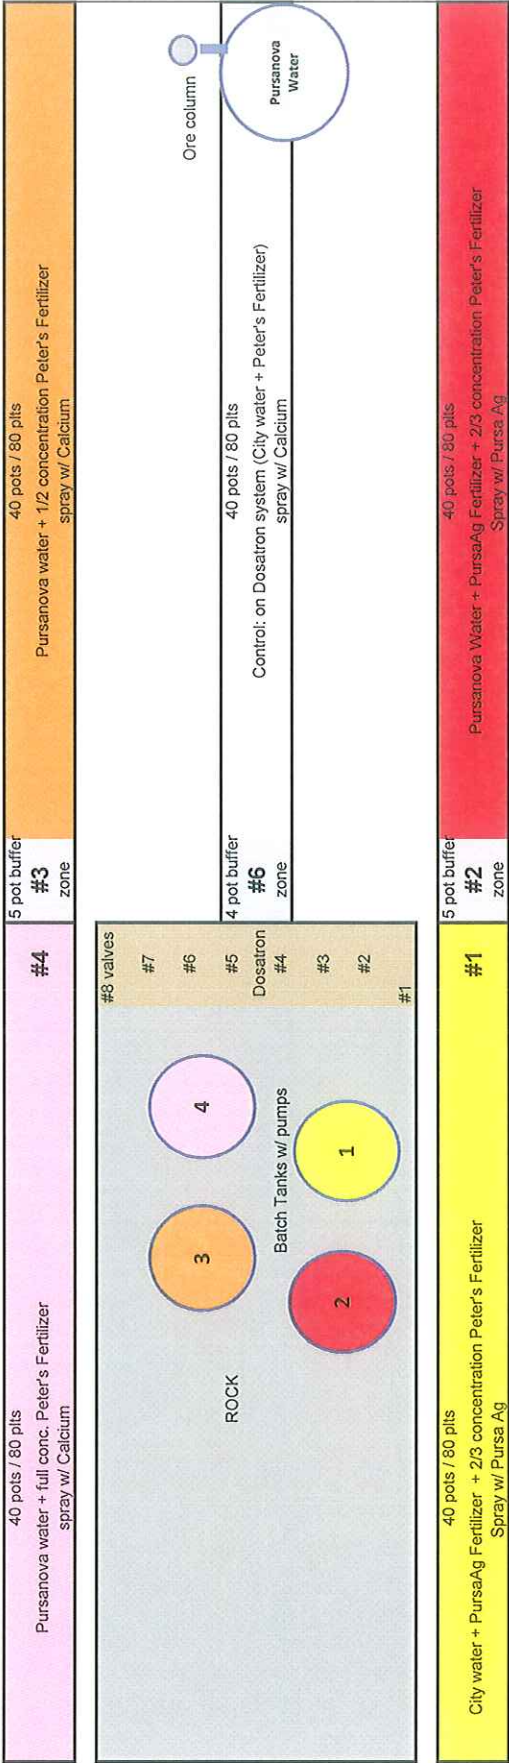 40 pots / 80 plts
Pursanova water + full conc. Peter's Fertilizer
spray w/ Calcium
#4
5 pot buffer
#3
zone
40 pots / 80 plts
Pursanova water + 1/2 concentration Peter's Fertilizer
spray w/ Calcium
#8 valves
#7
#6
#5
Dosatron
#4
#3
#2
#1
4
3
Batch Tanks w/ pumps
1
2
ROCK
4 pot buffer
#6
zone
40 pots / 80 plts
Control: on Dosatron system (City water + Peter's Fertilizer)
spray w/ Calcium
Ore column
Pursanova
Water
40 pots / 80 plts
City water + PursaAg Fertilizer + 2/3 concentration Peter's Fertilizer
Spray w/ Pursa Ag
#1
5 pot buffer
#2
zone
40 pots / 80 plts
Pursanova Water + PursaAg Fertilizer + 2/3 concentration Peter's Fertilizer
Spray w/ Pursa Ag